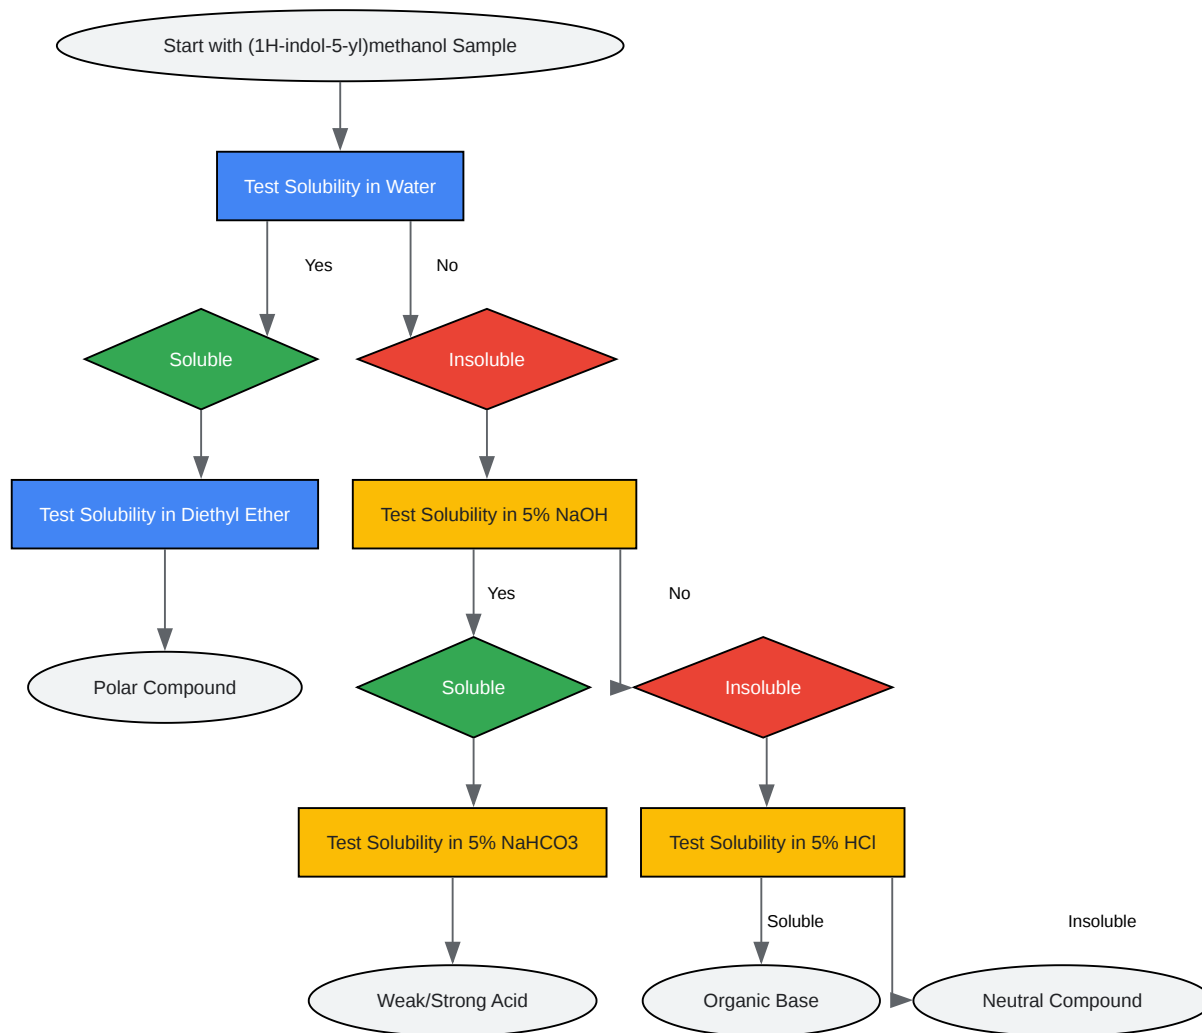 Start with (1H-indol-5-yl)methanol Sample
Test Solubility in Water
Yes
No
Soluble
Insoluble
Test Solubility in Diethyl Ether
Test Solubility in 5% NaOH
Yes
No
Polar Compound
Soluble
Insoluble
Test Solubility in 5% NaHCO3
Test Solubility in 5% HCl
Soluble
Insoluble
Weak/Strong Acid
Organic Base
Neutral Compound